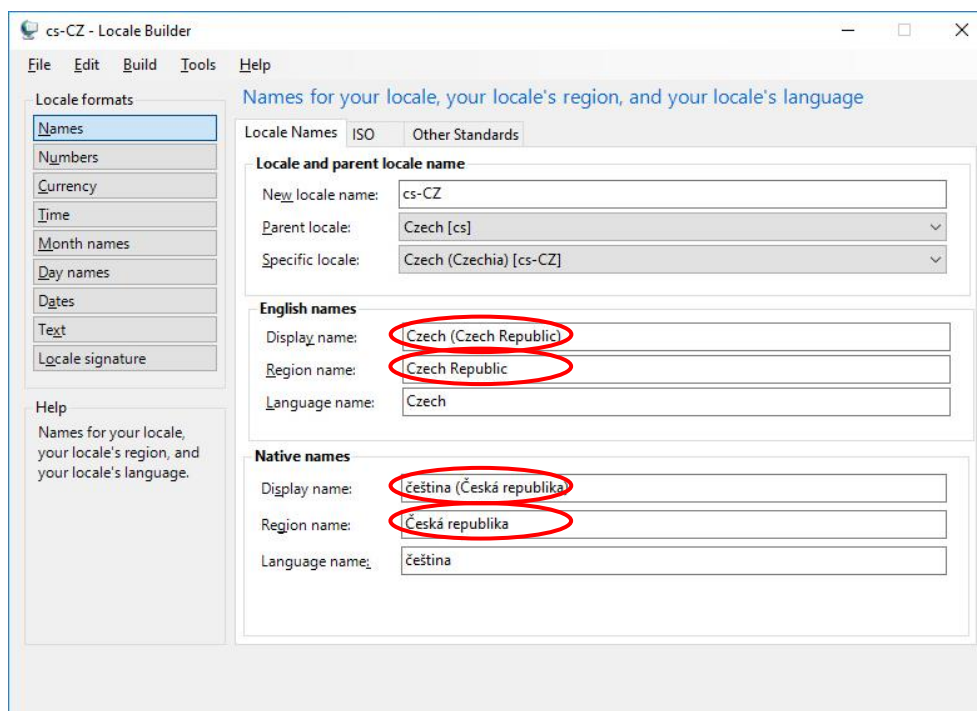 cs-CZ - Locale Builder
File Edit Build Tools Help
Locale formats
Names
Numbers
Currency
Time
Month names
Day names
Dates
Text
Locale signature
Help
Names for your locale,
your locale's region, and
your locale's language.
Names for your locale, your locale's region, and your locale's language
Locale Names ISO Other Standards
Locale and parent locale name
New locale name: cs-CZ
Parent locale: Czech [cs]
Specific locale: Czech (Czechia) [cs-CZ]
English names
Display name: Czech (Czech Republic)
Region name: Czech Republic
Language name: Czech
Native names
Display name: čeština (Česká republika)
Region name: Česká republika
Language name: čeština